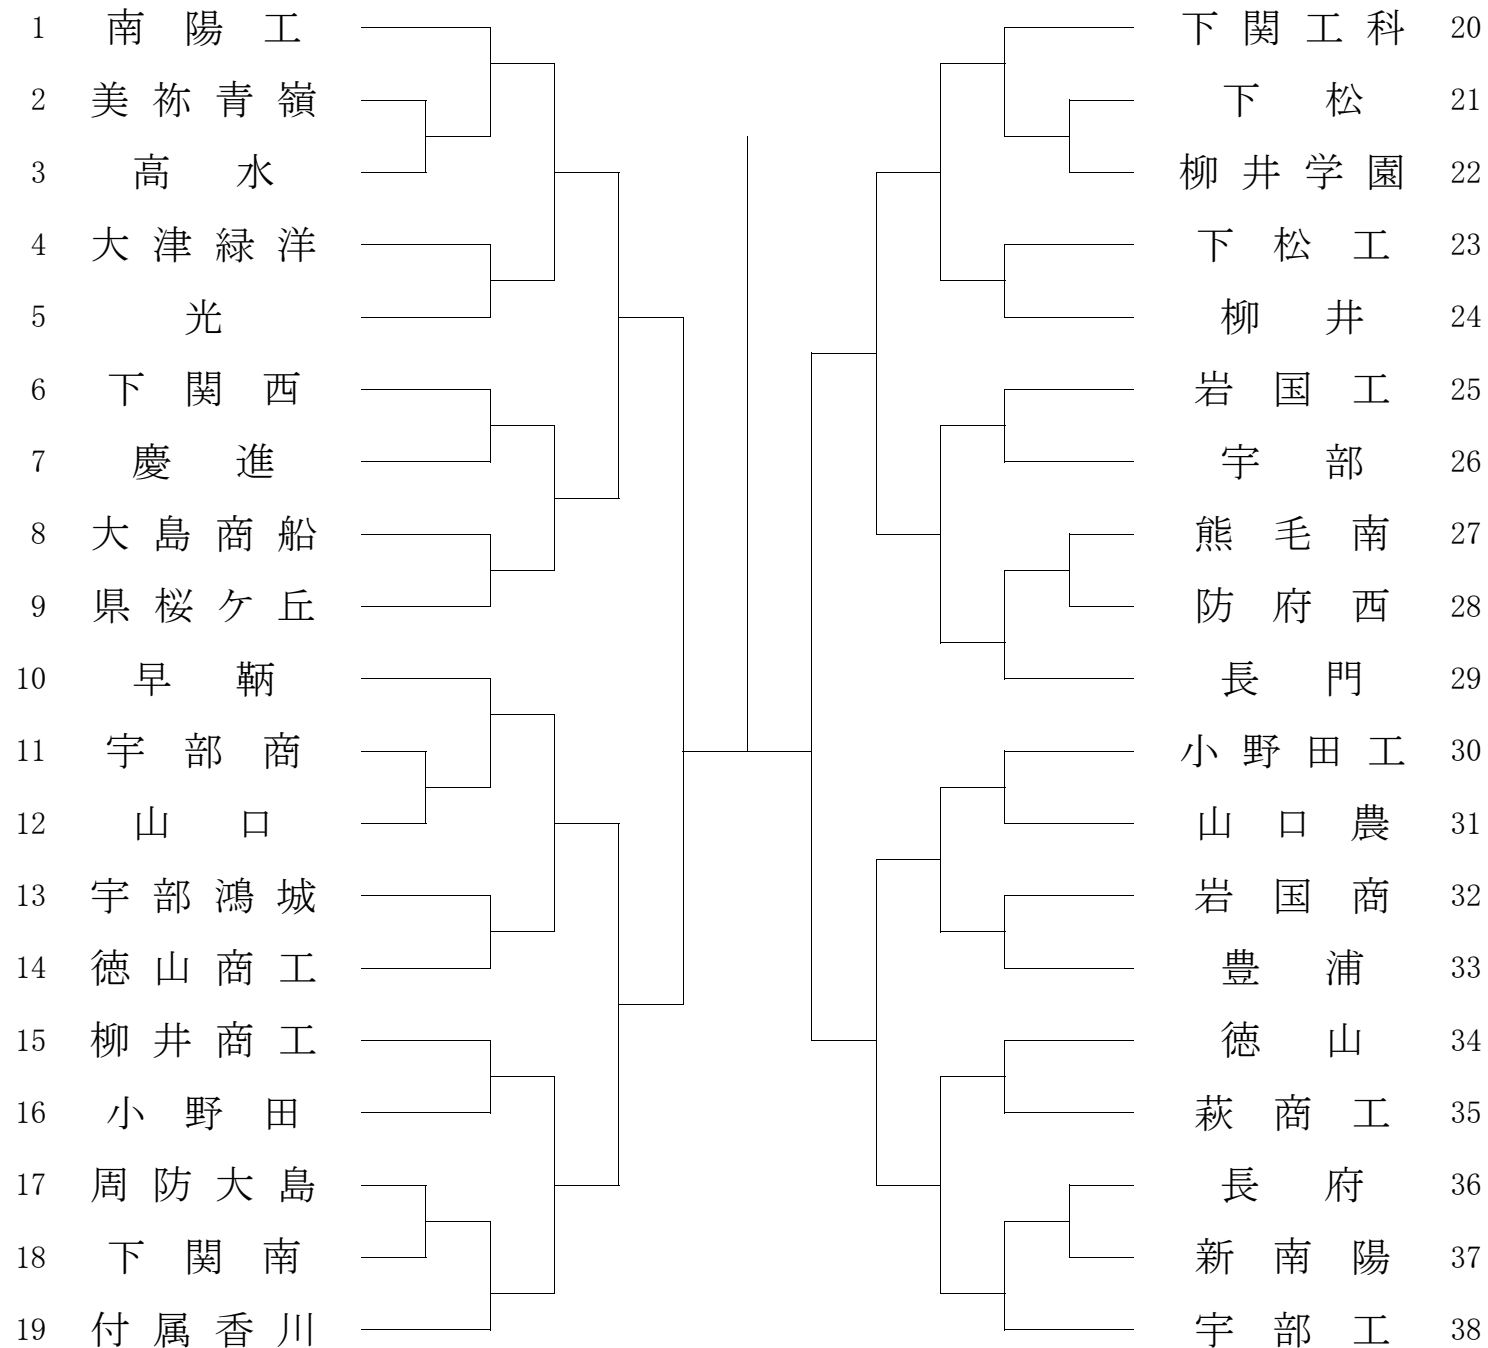 1 南陽工
2 美祢青嶺
3 高水
4 大津緑洋
5 光
6 下関西
7 慶進
8 大島商船
9 県桜ケ丘
10 早鞆
11 宇部商
12 山口
13 宇部鴻城
14 徳山商工
15 柳井商工
16 小野田
17 周防大島
18 下関南
19 付属香川
下関工科 20
下松 21
柳井学園 22
下松工 23
柳井 24
岩国工 25
宇部 26
熊毛南 27
防府西 28
長門 29
小野田工 30
山口農 31
岩国商 32
豊浦 33
徳山 34
萩商工 35
長府 36
新南陽 37
宇部工 38